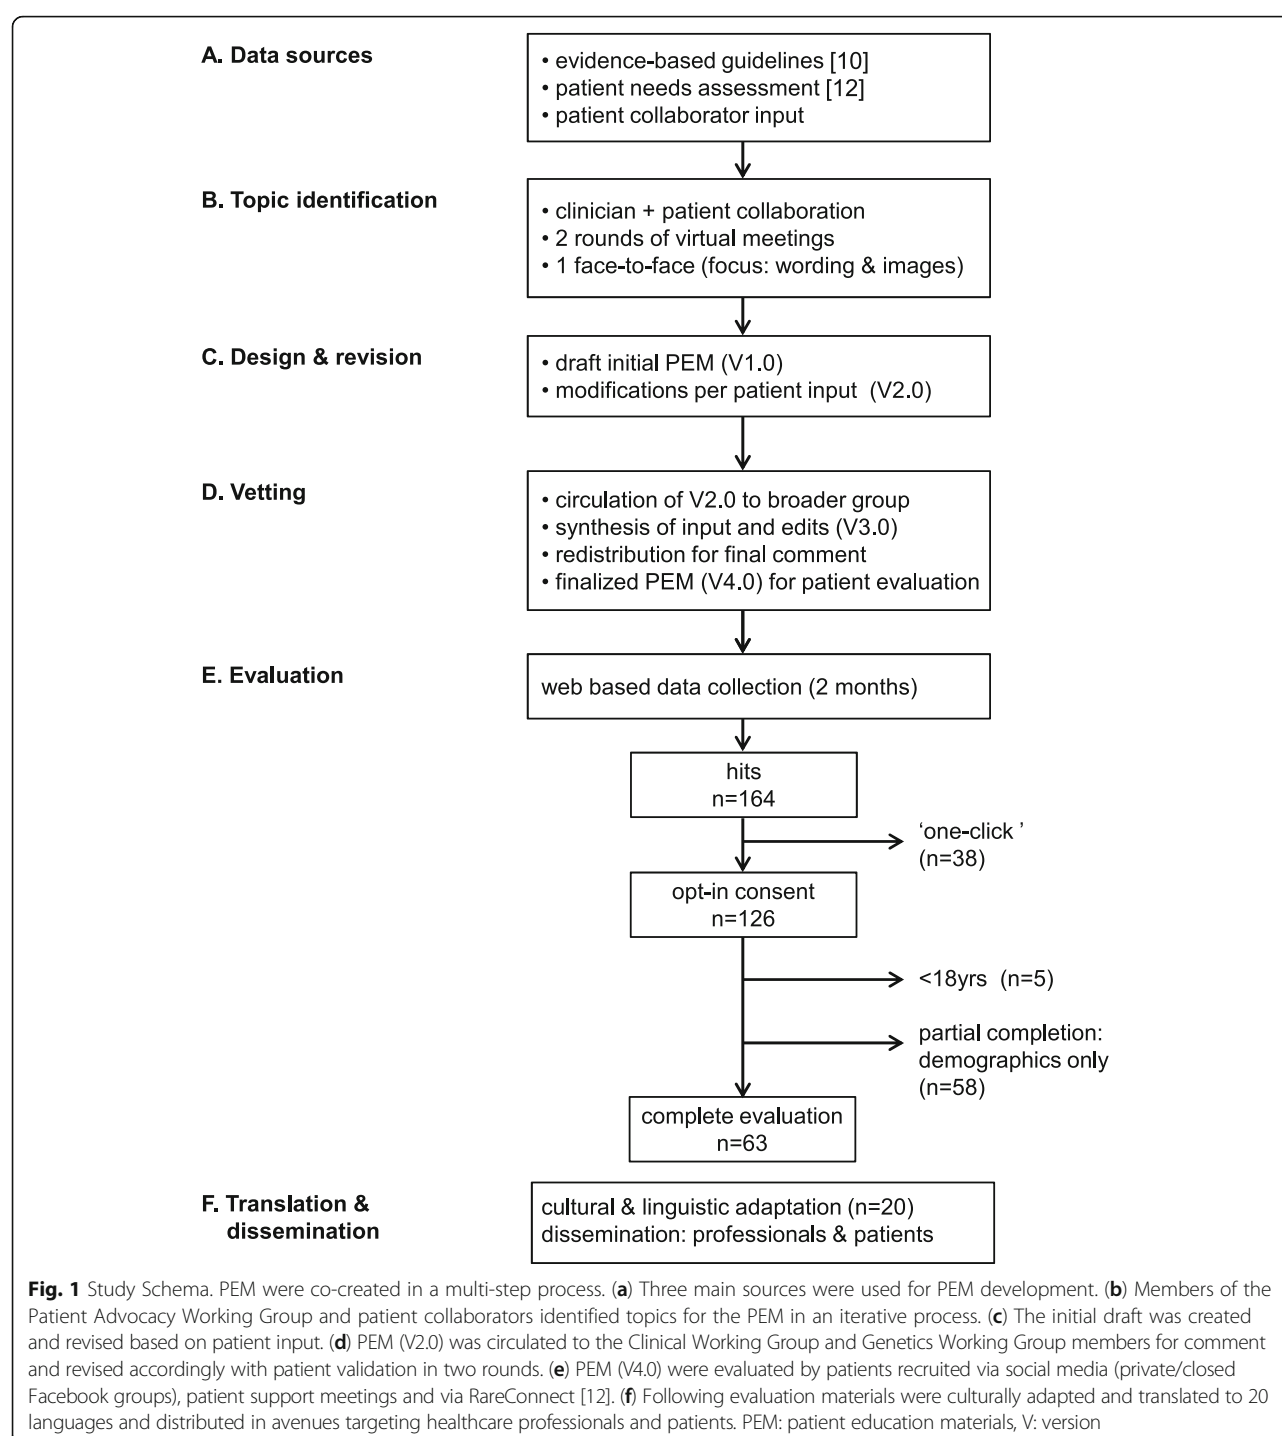 A. Data sources
• evidence-based guidelines [10]
• patient needs assessment [12]
• patient collaborator input
B. Topic identification
• clinician + patient collaboration
• 2 rounds of virtual meetings
• 1 face-to-face (focus: wording & images)
C. Design & revision
• draft initial PEM (V1.0)
• modifications per patient input (V2.0)
D. Vetting
• circulation of V2.0 to broader group
• synthesis of input and edits (V3.0)
• redistribution for final comment
• finalized PEM (V4.0) for patient evaluation
E. Evaluation
web based data collection (2 months)
hits
n=164
‘one-click ’
(n=38)
opt-in consent
n=126
<18yrs (n=5)
partial completion:
demographics only
(n=58)
complete evaluation
n=63
F. Translation &
dissemination
cultural & linguistic adaptation (n=20)
dissemination: professionals & patients
Fig. 1 Study Schema. PEM were co-created in a multi-step process. (a) Three main sources were used for PEM development. (b) Members of the
Patient Advocacy Working Group and patient collaborators identified topics for the PEM in an iterative process. (c) The initial draft was created
and revised based on patient input. (d) PEM (V2.0) was circulated to the Clinical Working Group and Genetics Working Group members for comment
and revised accordingly with patient validation in two rounds. (e) PEM (V4.0) were evaluated by patients recruited via social media (private/closed
Facebook groups), patient support meetings and via RareConnect [12]. (f) Following evaluation materials were culturally adapted and translated to 20
languages and distributed in avenues targeting healthcare professionals and patients. PEM: patient education materials, V: version